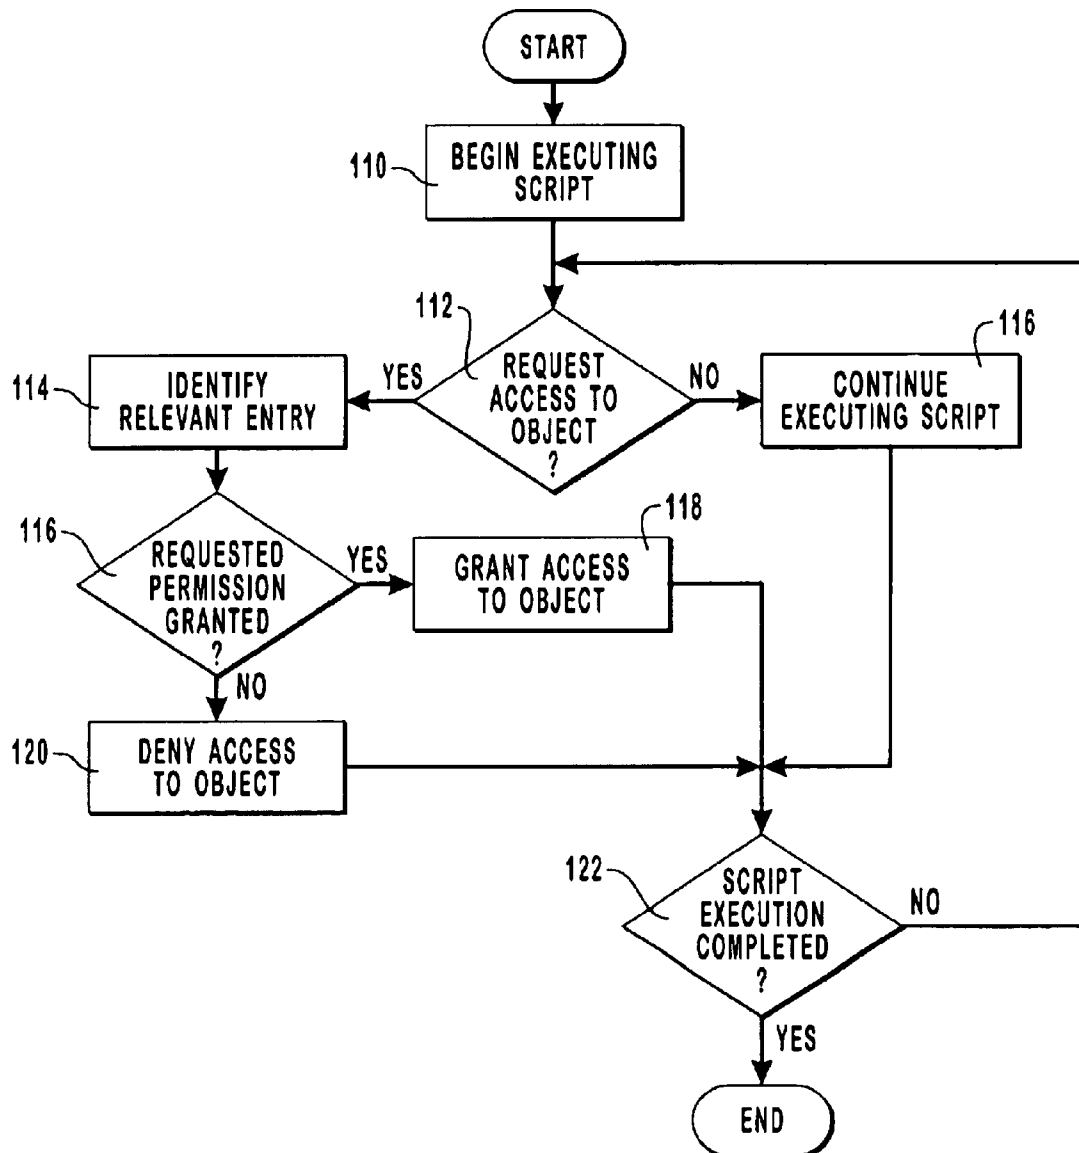 START
110
BEGIN EXECUTING
SCRIPT
112
REQUEST
ACCESS TO
OBJECT
?
YES
NO
114
IDENTIFY
RELEVANT ENTRY
116
CONTINUE
EXECUTING SCRIPT
116
REQUESTED
PERMISSION
GRANTED
?
YES
NO
118
GRANT ACCESS
TO OBJECT
120
DENY ACCESS
TO OBJECT
122
SCRIPT
EXECUTION
COMPLETED
?
NO
YES
END